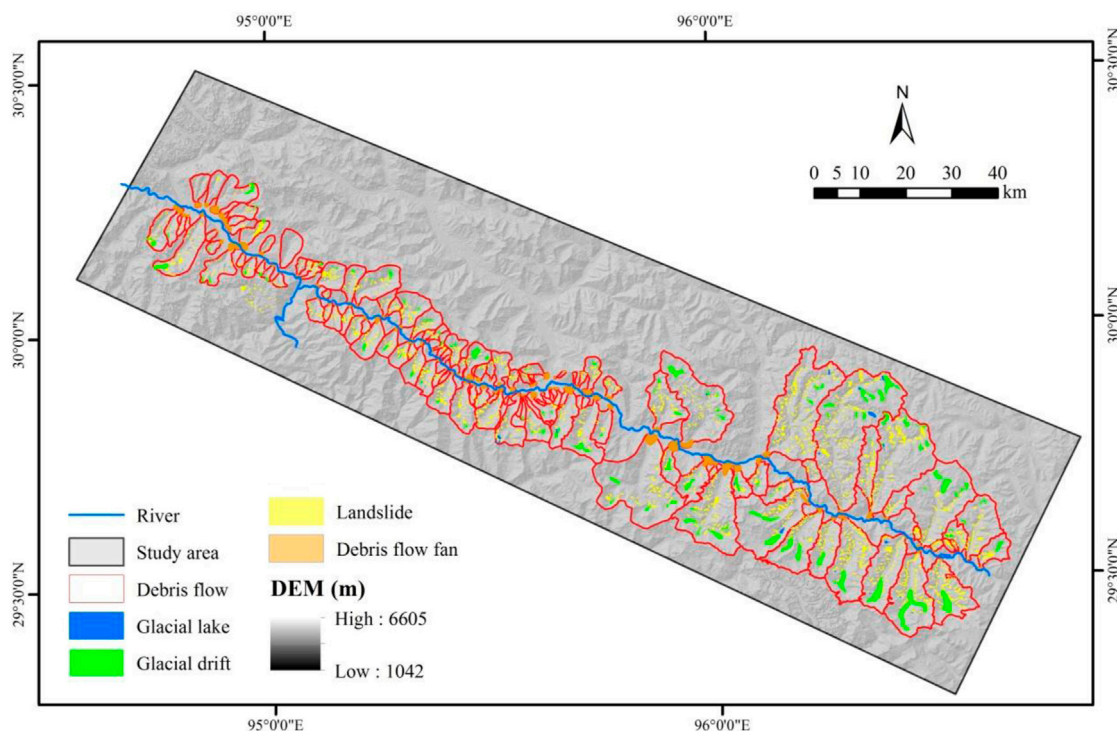 95°0'0"E 96°0'0"E
30°30'0"N
30°30'0"N
N
0 5 10 20 30 40
km
30°0'0"N
30°0'0"N
29°30'0"N
29°30'0"N
River
Study area
Debris flow
Glacial lake
Glacial drift
Landslide
Debris flow fan
DEM (m)
High : 6605
Low : 1042
95°0'0"E 96°0'0"E